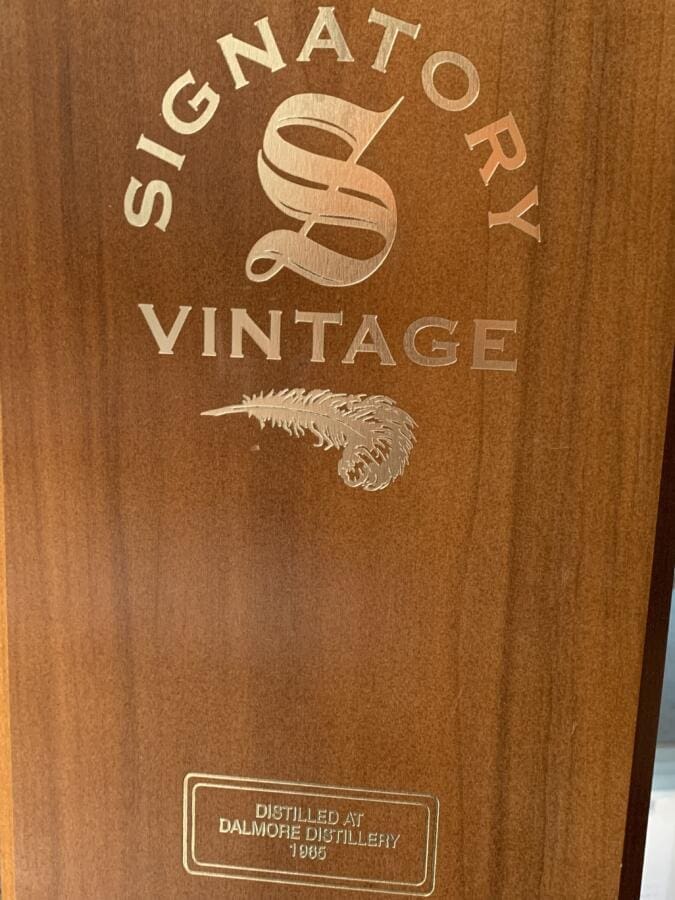 SIGNATORY
S
VINTAGE
DISTILLED AT
DALMORE DISTILLERY
1965